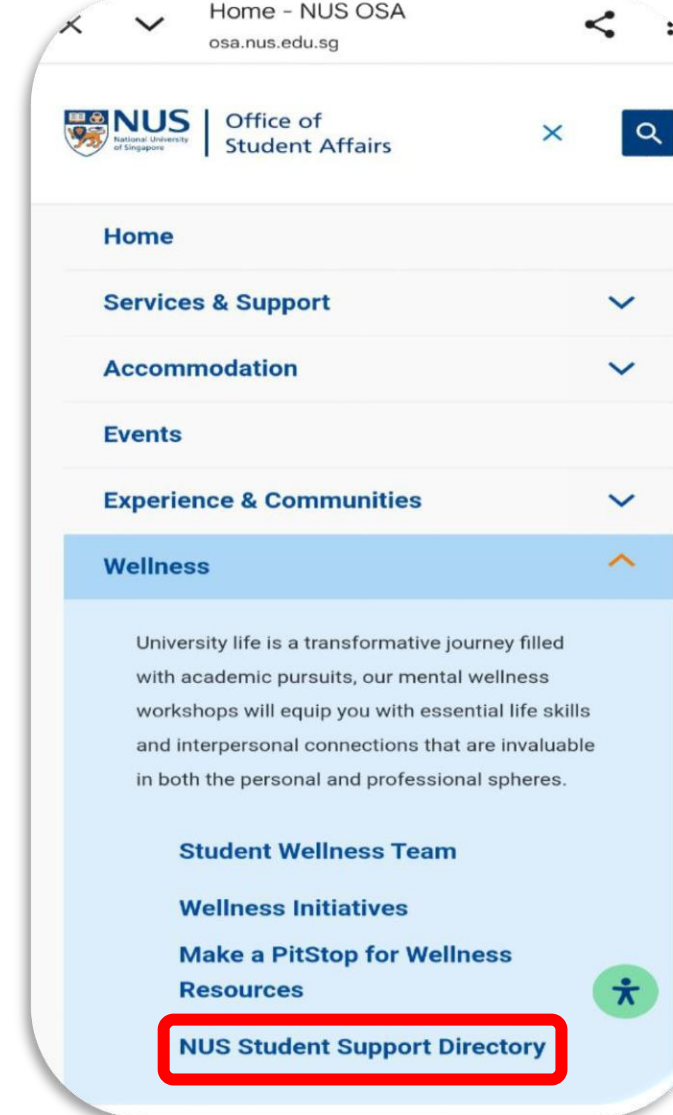 Home - NUS OSA
osa.nus.edu.sg
NUS
National University
of Singapore
Office of
Student Affairs
Home
Services & Support
Accommodation
Events
Experience & Communities
Wellness
University life is a transformative journey filled
with academic pursuits, our mental wellness
workshops will equip you with essential life skills
and interpersonal connections that are invaluable
in both the personal and professional spheres.
Student Wellness Team
Wellness Initiatives
Make a PitStop for Wellness
Resources
NUS Student Support Directory